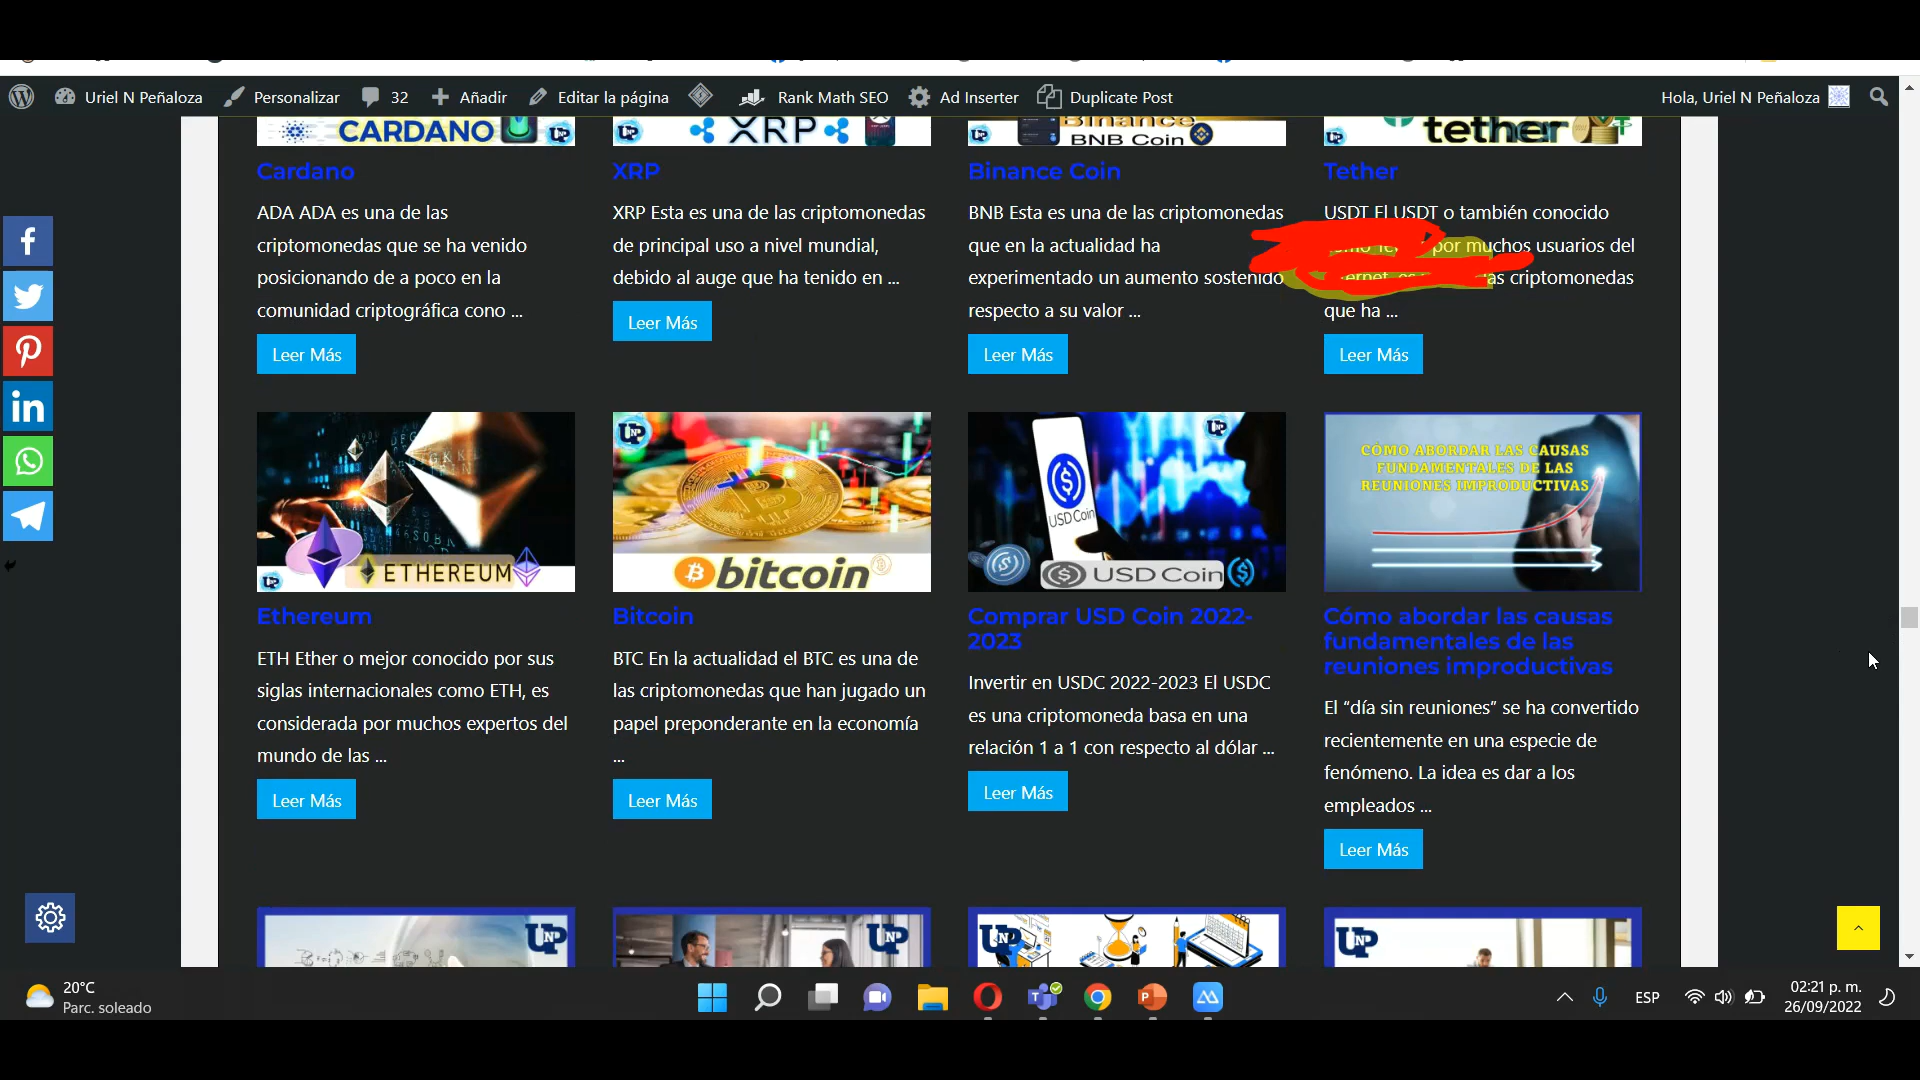 Uriel N Peñaloza Personalizar 32 Añadir Editar la página Rank Math SEO Ad Inserter Duplicate Post Hola, Uriel N Peñaloza
CARDANO
XRP
Binance
BNB Coin
tether
Cardano
ADA ADA es una de las
criptomonedas que se ha venido
posicionando de a poco en la
comunidad criptográfica cono ...
Leer Más
XRP
XRP Esta es una de las criptomonedas
de principal uso a nivel mundial,
debido al auge que ha tenido en ...
Leer Más
Binance Coin
BNB Esta es una de las criptomonedas
que en la actualidad ha
experimentado un aumento sostenido
respecto a su valor ...
Leer Más
Tether
USDT El USDT o también conocido
por muchos usuarios del
criptomonedas
que ha ...
Leer Más
ETHEREUM
Ethereum
ETH Ether o mejor conocido por sus
siglas internacionales como ETH, es
considerada por muchos expertos del
mundo de las ...
Leer Más
bitcoin
Bitcoin
BTC En la actualidad el BTC es una de
las criptomonedas que han jugado un
papel preponderante en la economía
...
Leer Más
USD Coin
USD Coin
Comprar USD Coin 2022-
2023
Invertir en USDC 2022-2023 El USDC
es una criptomoneda basa en una
relación 1 a 1 con respecto al dólar ...
Leer Más
CÓMO ABORDAR LAS CAUSAS
FUNDAMENTALES DE LAS
REUNIONES IMPRODUCTIVAS
Cómo abordar las causas
fundamentales de las
reuniones improductivas
El “día sin reuniones” se ha convertido
recientemente en una especie de
fenómeno. La idea es dar a los
empleados ...
Leer Más
UNP
UNP
UNP
UNP
20°C
Parc. soleado
ESP
02:21 p. m.
26/09/2022